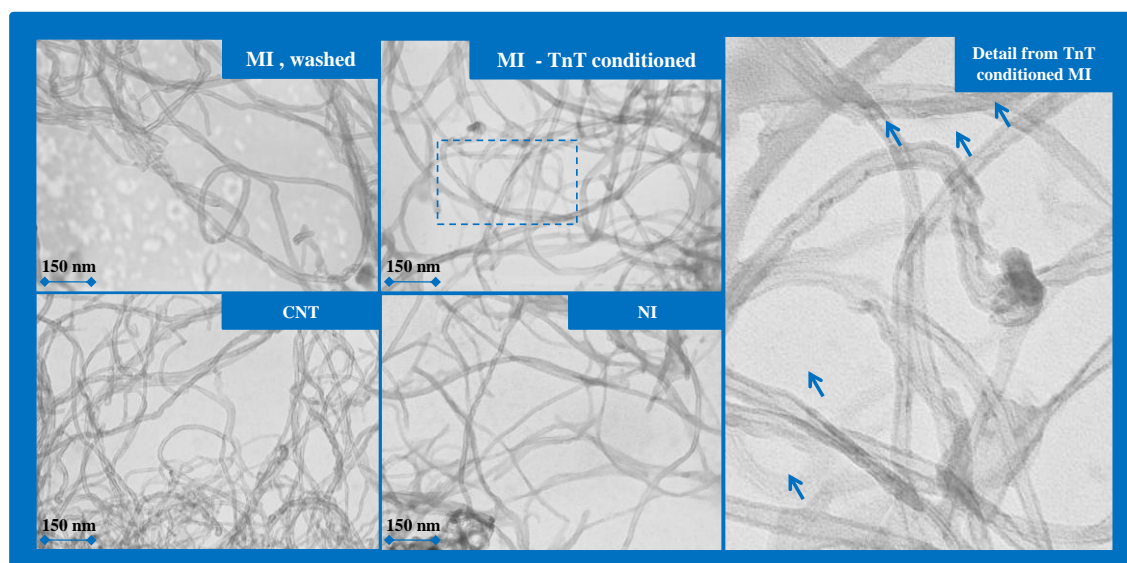 MI , washed
MI - TnT conditioned
Detail from TnT
conditioned MI
150 nm
150 nm
CNT
NI
150 nm
150 nm